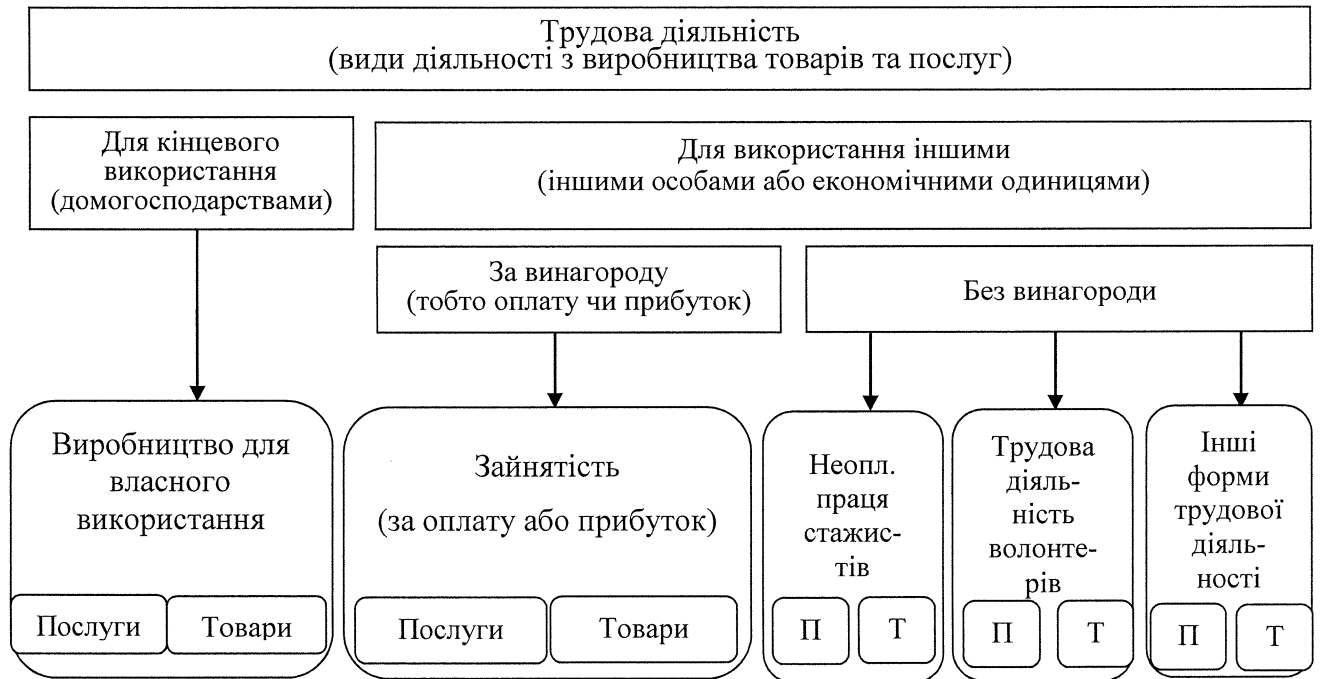 Трудова діяльність
(види діяльності з виробництва товарів та послуг)
Для кінцевого
використання
(домогосподарствами)
Для використання іншими
(іншими особами або економічними одиницями)
За винагороду
(тобто оплату чи прибуток)
Без винагороди
Виробництво для
власного
використання
Послуги
Товари
Зайнятість
(за оплату або прибуток)
Послуги
Товари
Неопл.
праця
стажис-
тів
П
Т
Трудова
діяль-
ність
волонте-
рів
П
Т
Інші
форми
трудової
діяль-
ності
П
Т